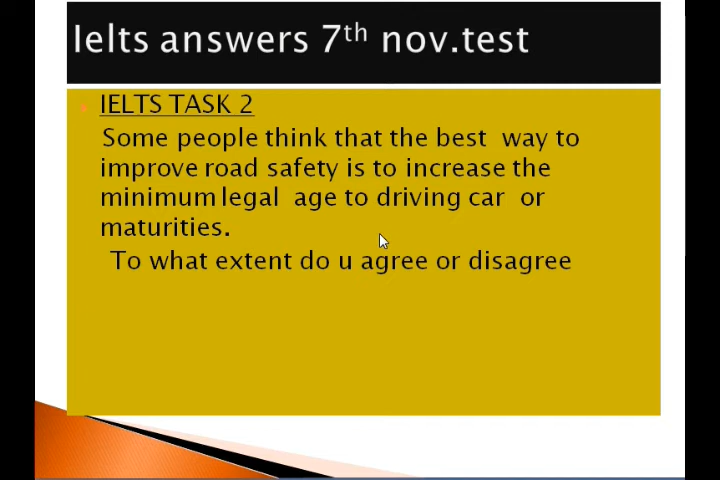 Ielts answers 7th nov.test
IELTS TASK 2
Some people think that the best way to
improve road safety is to increase the
minimum legal age to driving car or
maturities.
To what extent do u agree or disagree